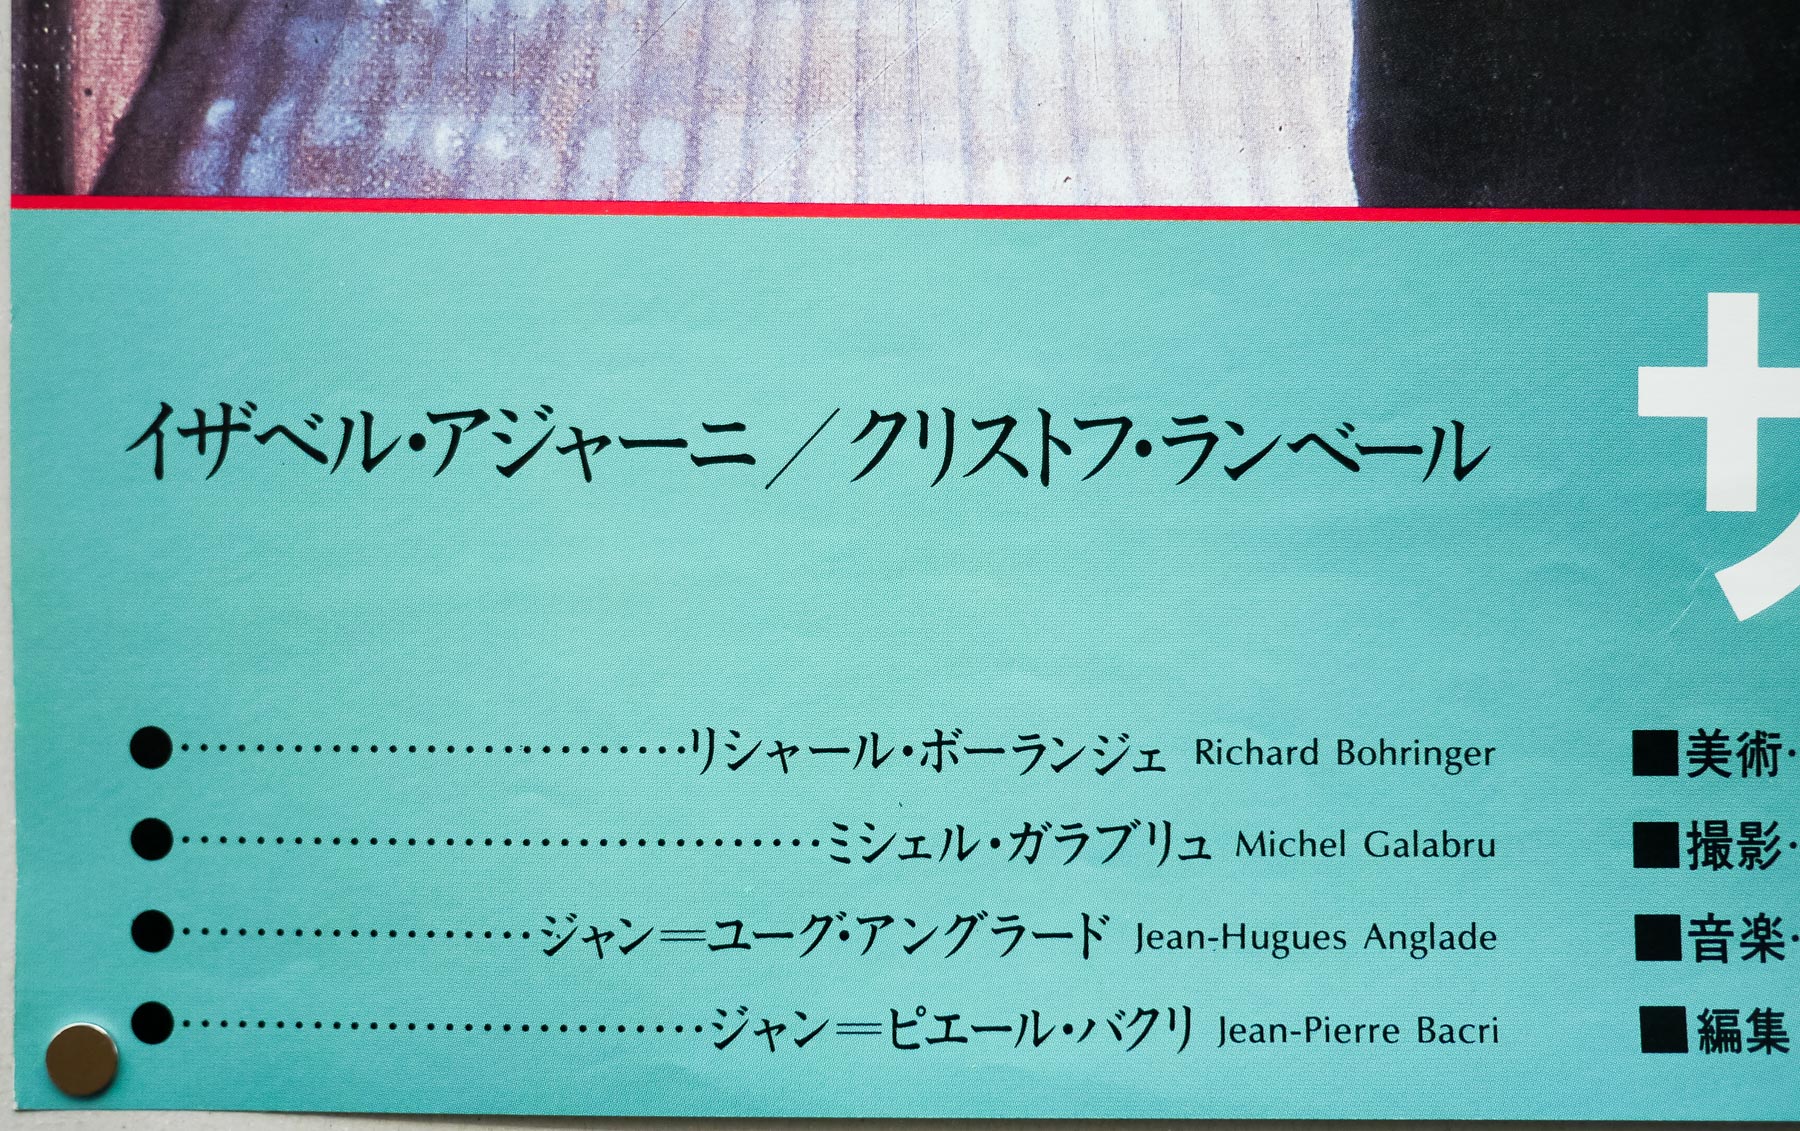 イザベル・アジャーニ／クリストフ・ランベール
サ
●……………………リシャール・ボーランジェ Richard Bohringer
●……………………ミシェル・ガラブリュ Michel Galabru
●……………………ジャン＝ユーグ・アングラード Jean-Hugues Anglade
●……………………ジャン＝ピエール・バクリ Jean-Pierre Bacri
■美術・
■撮影・
■音楽・
■編集